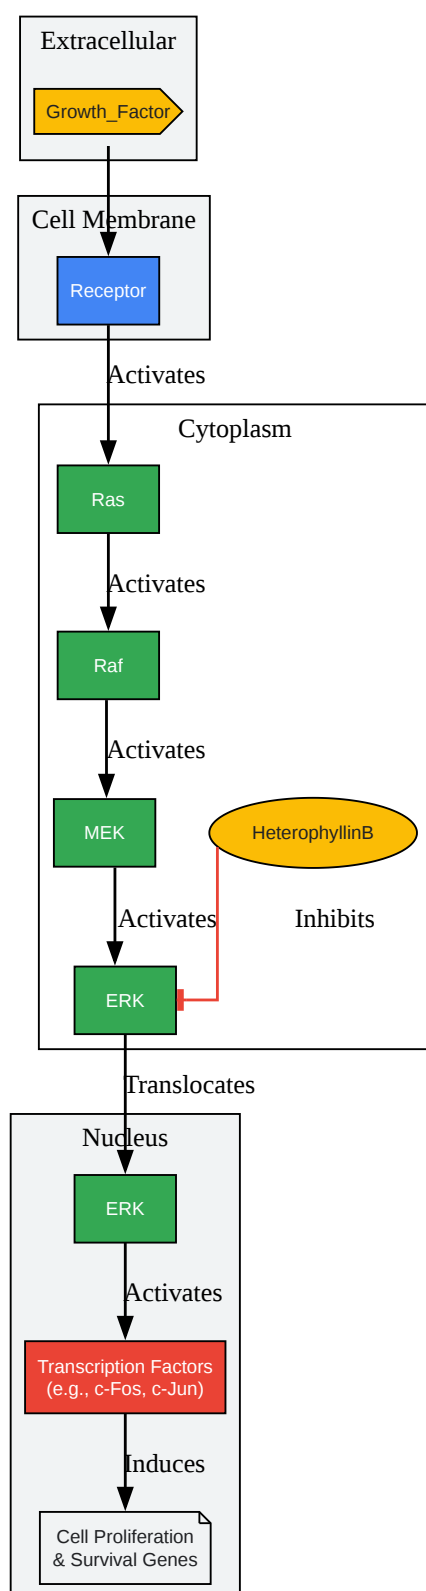 Extracellular
Growth_Factor
Cell Membrane
Receptor
Activates
Cytoplasm
Ras
Activates
Raf
Activates
MEK
HeterophyllinB
Activates
Inhibits
ERK
Translocates
Nucleus
ERK
Activates
Transcription Factors
(e.g., c-Fos, c-Jun)
Induces
Cell Proliferation
& Survival Genes